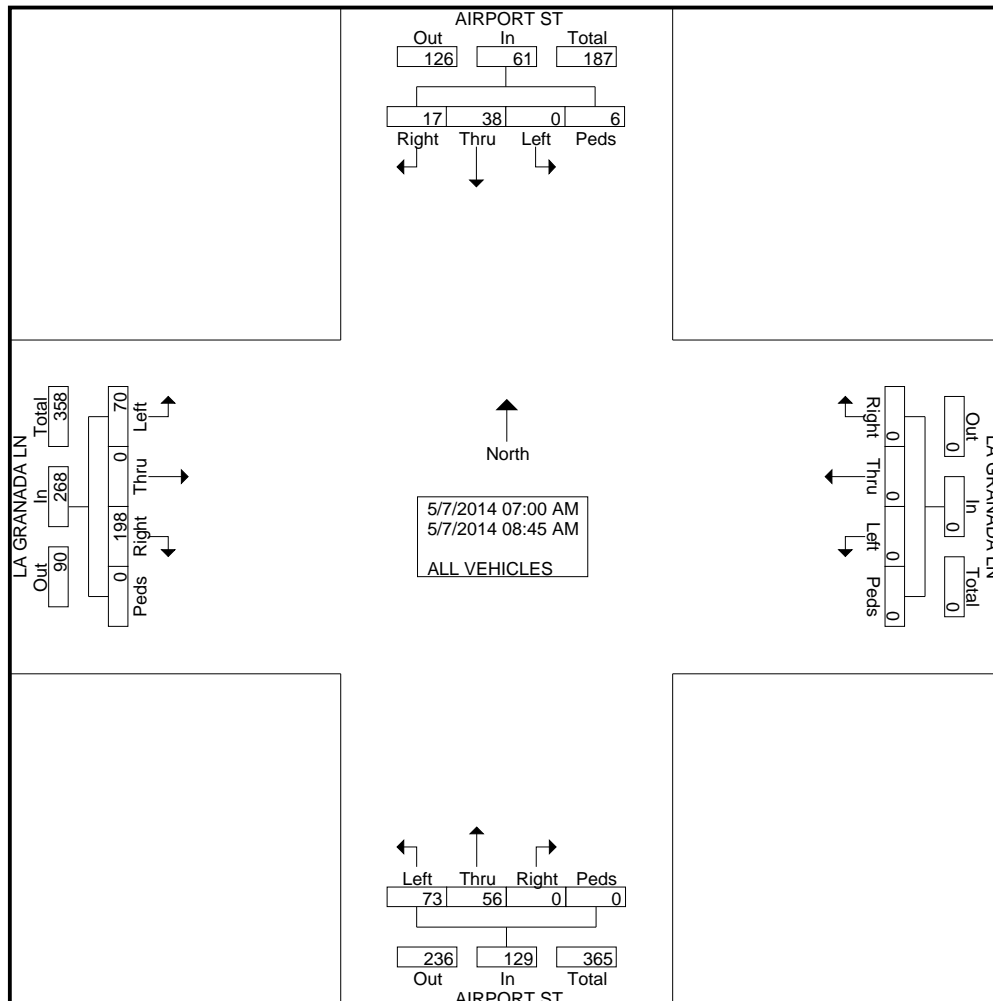 AIRPORT ST
Out In Total
126 61 187
17 38 0 6
Right Thru Left Peds
LA GRANADA LN
Total In Out
358 268 90
70 0 198 0
Left Thru Right Peds
North
5/7/2014 07:00 AM
5/7/2014 08:45 AM
ALL VEHICLES
Right Thru Left Peds
0 0 0 0
Out In Total
0 0 0
LA GRANADA LN
Left Thru Right Peds
73 56 0 0
236 129 365
Out In Total
AIRPORT ST